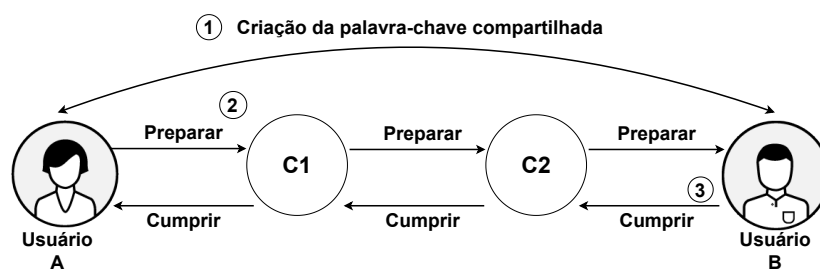 1 Criação da palavra-chave compartilhada
2
Preparar Preparar Preparar
C1 C2
3
Cumprir Cumprir Cumprir
Usuário Usuário
A B